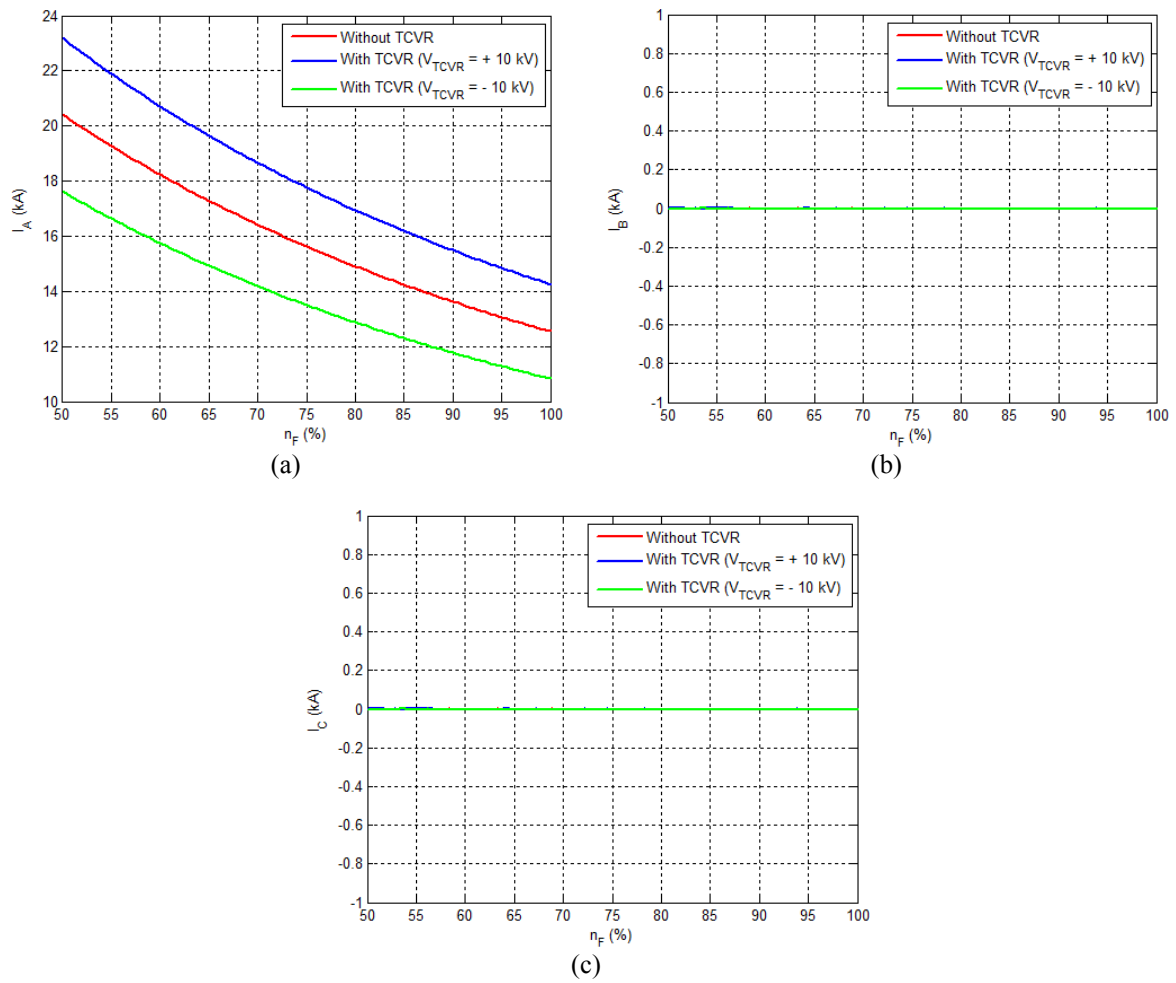 24
22
20
18
16
14
12
10
I_A (kA)
Without TCVR
With TCVR (V_TCVR = + 10 kV)
With TCVR (V_TCVR = - 10 kV)
50 55 60 65 70 75 80 85 90 95 100
n_F (%)
(a)
1
0.8
0.6
0.4
0.2
0
-0.2
-0.4
-0.6
-0.8
-1
I_B (kA)
Without TCVR
With TCVR (V_TCVR = + 10 kV)
With TCVR (V_TCVR = - 10 kV)
50 55 60 65 70 75 80 85 90 95 100
n_F (%)
(b)
1
0.8
0.6
0.4
0.2
0
-0.2
-0.4
-0.6
-0.8
-1
I_C (kA)
Without TCVR
With TCVR (V_TCVR = + 10 kV)
With TCVR (V_TCVR = - 10 kV)
50 55 60 65 70 75 80 85 90 95 100
n_F (%)
(c)